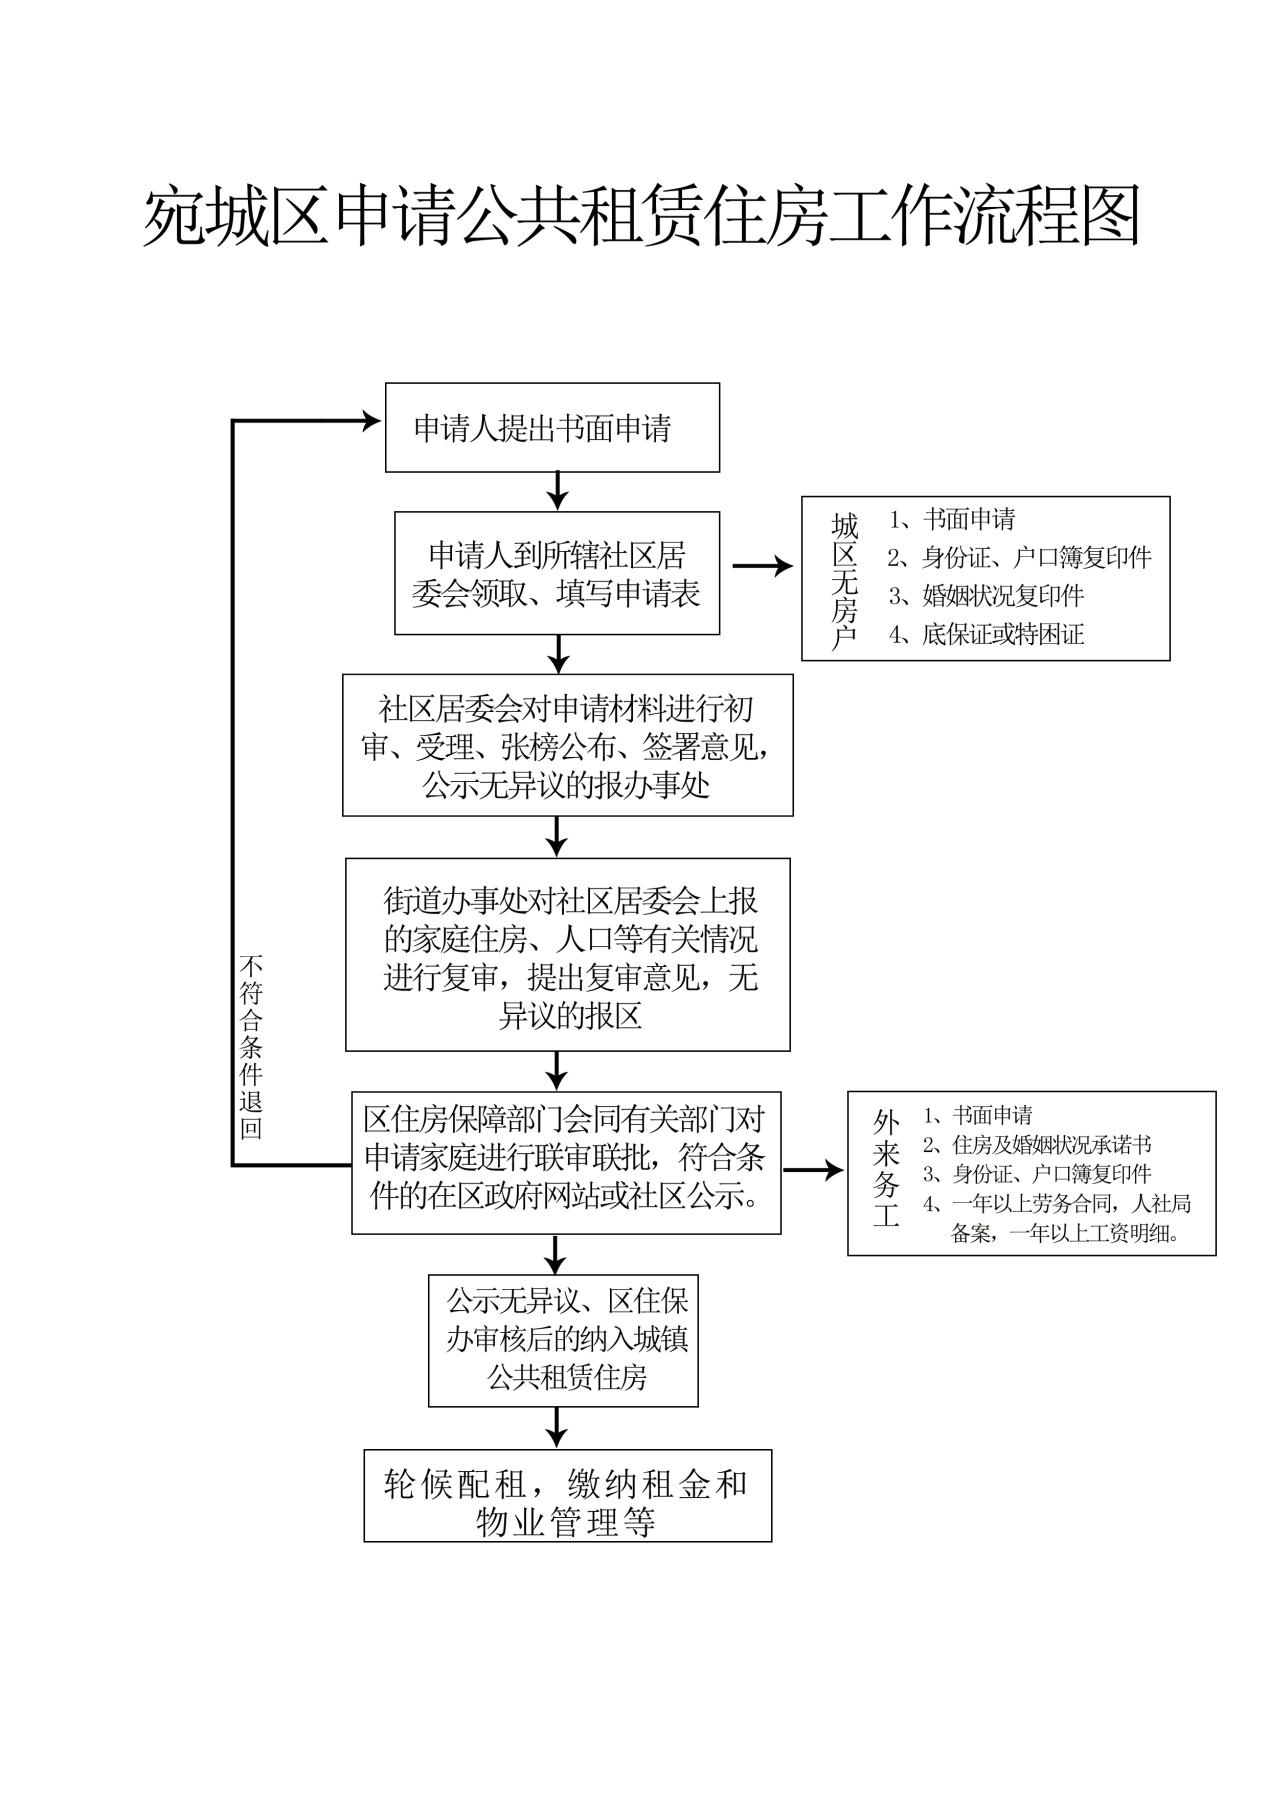 宛城区申请公共租赁住房工作流程图
申请人提出书面申请
申请人到所辖社区居
委会领取、填写申请表
城区无房户
1、书面申请
2、身份证、户口簿复印件
3、婚姻状况复印件
4、底保证或特困证
社区居委会对申请材料进行初
审、受理、张榜公布、签署意见，
公示无异议的报办事处
街道办事处对社区居委会上报
的家庭住房、人口等有关情况
进行复审，提出复审意见，无
异议的报区
不符合条件退回
区住房保障部门会同有关部门对
申请家庭进行联审联批，符合条
件的在区政府网站或社区公示。
外来务工
1、书面申请
2、住房及婚姻状况承诺书
3、身份证、户口簿复印件
4、一年以上劳务合同，人社局
备案，一年以上工资明细。
公示无异议、区住保
办审核后的纳入城镇
公共租赁住房
轮候配租，缴纳租金和
物业管理等